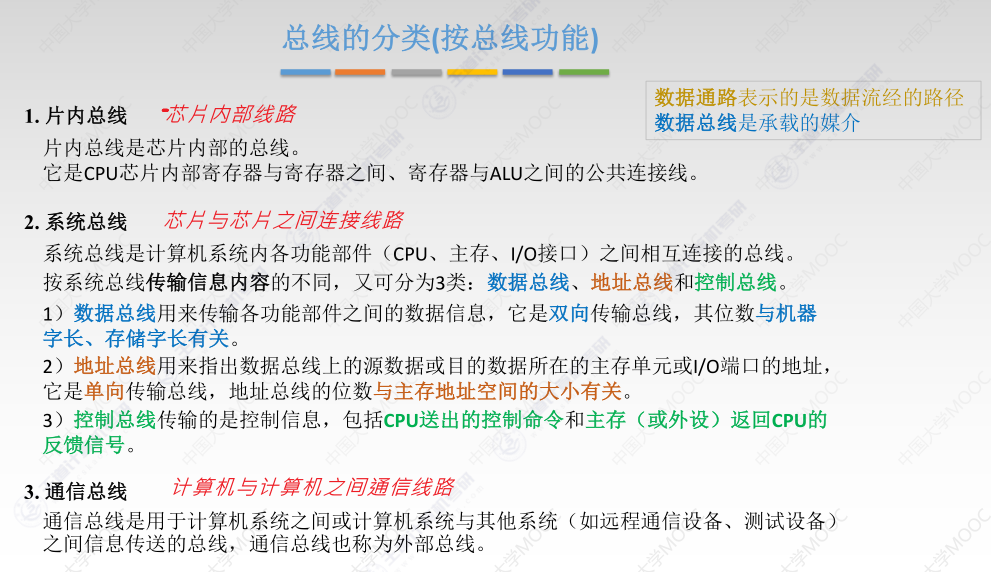 总线的分类(按总线功能)
数据通路表示的是数据流经的路径
数据总线是承载的媒介
1. 片内总线 芯片内部线路
片内总线是芯片内部的总线。
它是CPU芯片内部寄存器与寄存器之间、寄存器与ALU之间的公共连接线。
2. 系统总线 芯片与芯片之间连接线路
系统总线是计算机系统内各功能部件（CPU、主存、I/O接口）之间相互连接的总线。
按系统总线传输信息内容的不同，又可分为3类：数据总线、地址总线和控制总线。
1）数据总线用来传输各功能部件之间的数据信息，它是双向传输总线，其位数与机器
字长、存储字长有关。
2）地址总线用来指出数据总线上的源数据或目的数据所在的主存单元或I/O端口的地址，
它是单向传输总线，地址总线的位数与主存地址空间的大小有关。
3）控制总线传输的是控制信息，包括CPU送出的控制命令和主存（或外设）返回CPU的
反馈信号。
3. 通信总线 计算机与计算机之间通信线路
通信总线是用于计算机系统之间或计算机系统与其他系统（如远程通信设备、测试设备）
之间信息传送的总线，通信总线也称为外部总线。